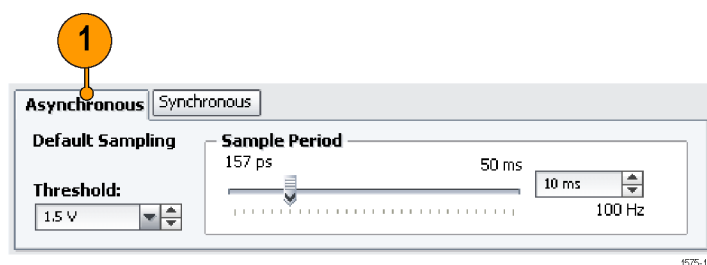 1
Asynchronous Synchronous
Default Sampling
Sample Period
157 ps 50 ms
10 ms
Threshold:
1.5 V
100 Hz